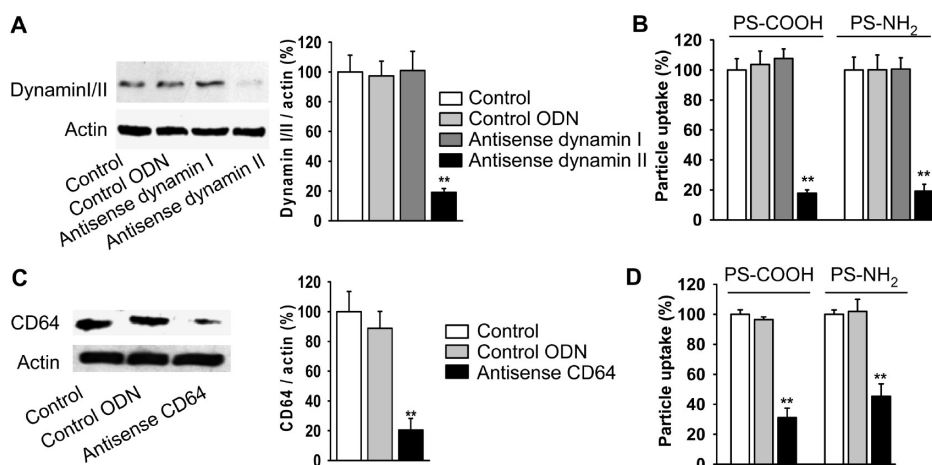 A
DynaminI/II
Actin
Control
Control ODN
Antisense dynamin I
Antisense dynamin II
Dynamin I/II / actin (%)
120
100
80
60
40
20
0
**
Control
Control ODN
Antisense dynamin I
Antisense dynamin II
B
PS-COOH PS-NH₂
Particle uptake (%)
120
100
80
60
40
20
0
** **
C
CD64
Actin
Control
Control ODN
Antisense CD64
CD64 / actin (%)
120
100
80
60
40
20
0
**
Control
Control ODN
Antisense CD64
D
PS-COOH PS-NH₂
Particle uptake (%)
120
100
80
60
40
20
0
** **